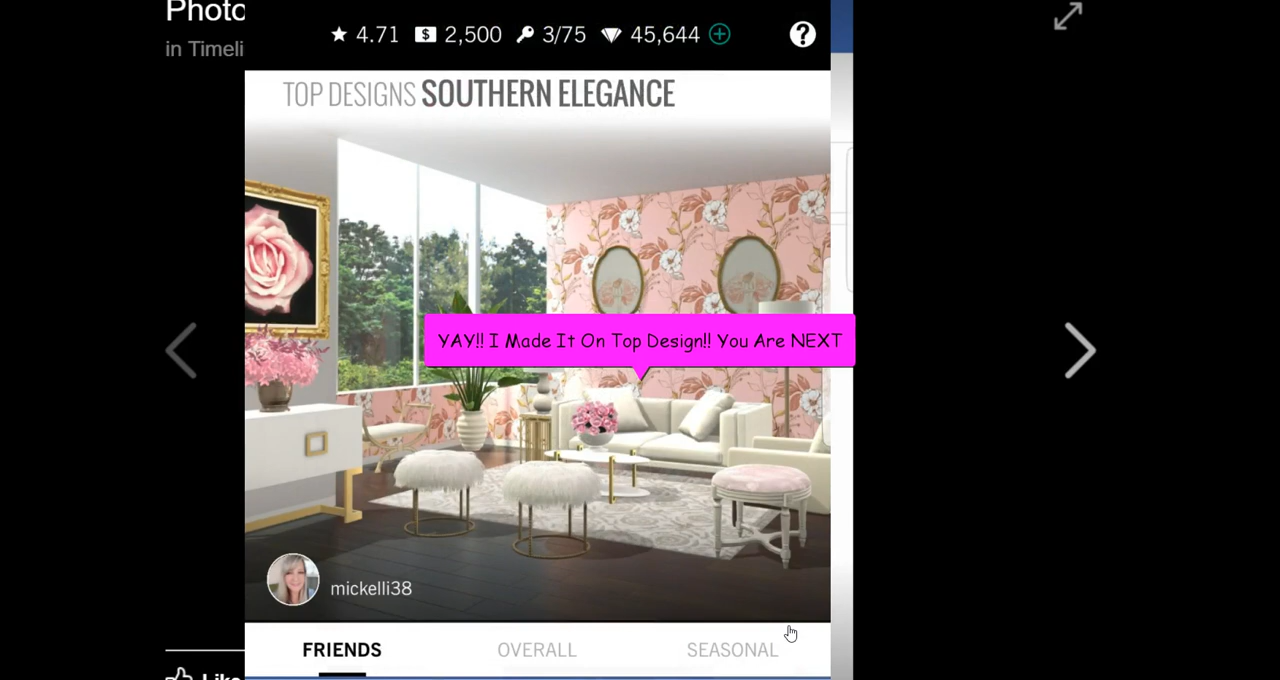 Photo
in Timeli
4.71 $ 2,500 3/75 45,644 + ?
TOP DESIGNS SOUTHERN ELEGANCE
YAY!! I Made It On Top Design!! You Are NEXT
mickelli38
FRIENDS OVERALL SEASONAL
Like